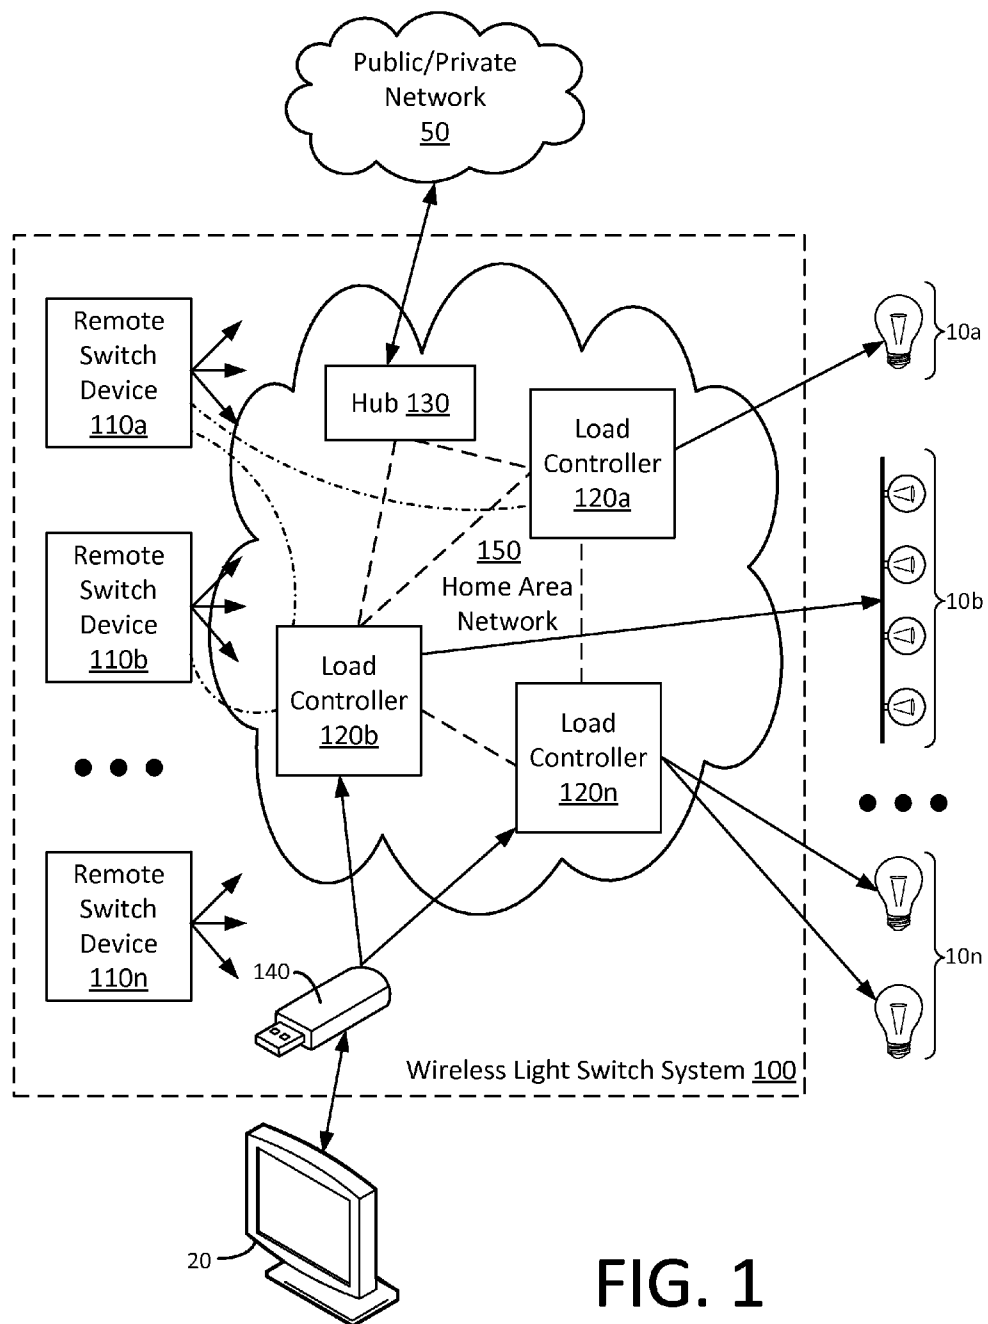 Public/Private
Network
50
Remote
Switch
Device
110a
Hub 130
Load
Controller
120a
10a
Remote
Switch
Device
110b
150
Home Area
Network
10b
Load
Controller
120b
Load
Controller
120n
Remote
Switch
Device
110n
140
10n
Wireless Light Switch System 100
20
FIG. 1